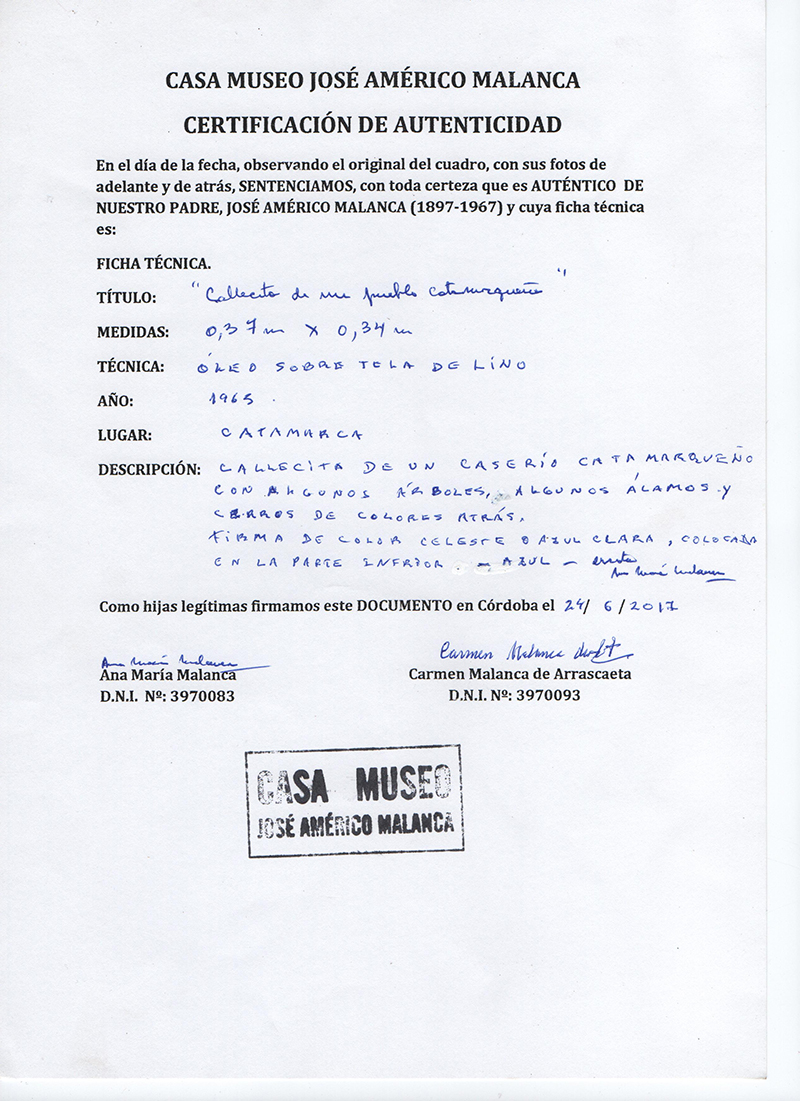 CASA MUSEO JOSÉ AMÉRICO MALANCA
CERTIFICACIÓN DE AUTENTICIDAD
En el día de la fecha, observando el original del cuadro, con sus fotos de
adelante y de atrás, SENTENCIAMOS, con toda certeza que es AUTÉNTICO DE
NUESTRO PADRE, JOSÉ AMÉRICO MALANCA (1897-1967) y cuya ficha técnica
es:
FICHA TÉCNICA.
TÍTULO: "Callecita de un pueblo catamarqueño"
MEDIDAS: 0,37 m X 0,34 m
TÉCNICA: ÓLEO SOBRE TELA DE LINO
AÑO: 1965.
LUGAR: CATAMARCA
DESCRIPCIÓN: CALLECITA DE UN CASERÍO CATAMARQUEÑO
CON ALGUNOS ÁRBOLES, ALGUNOS ÁLAMOS Y
CERROS DE COLORES ATRÁS.
FIRMA DE COLOR CELESTE O AZUL CLARA, COLOCADA
EN LA PARTE INFRIOR. - AZUL - Ana María Malanca
Como hijas legítimas firmamos este DOCUMENTO en Córdoba el 24/ 6 / 2017
Ana María Malanca Carmen Malanca de
Ana María Malanca Carmen Malanca de Arrascaeta
D.N.I. Nº: 3970083 D.N.I. Nº: 3970093
CASA MUSEO
JOSÉ AMÉRICO MALANCA